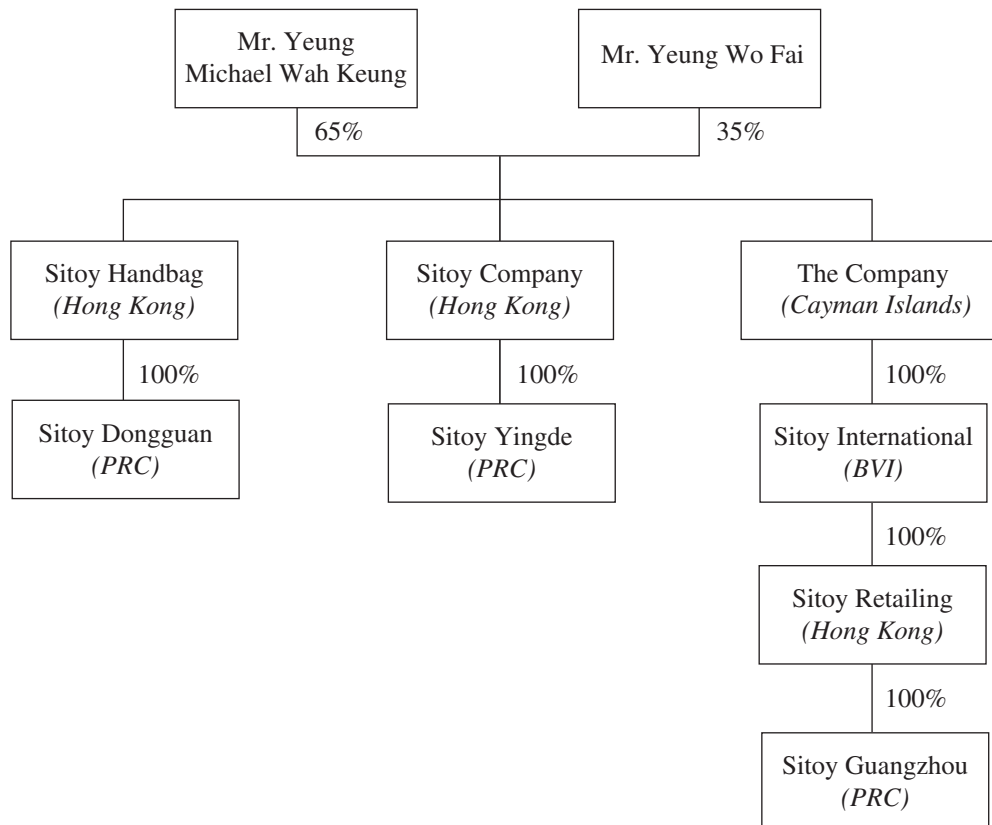 Mr. Yeung
Michael Wah Keung
Mr. Yeung Wo Fai
65%
35%
Sitoy Handbag
(Hong Kong)
Sitoy Company
(Hong Kong)
The Company
(Cayman Islands)
100%
100%
100%
Sitoy Dongguan
(PRC)
Sitoy Yingde
(PRC)
Sitoy International
(BVI)
100%
Sitoy Retailing
(Hong Kong)
100%
Sitoy Guangzhou
(PRC)